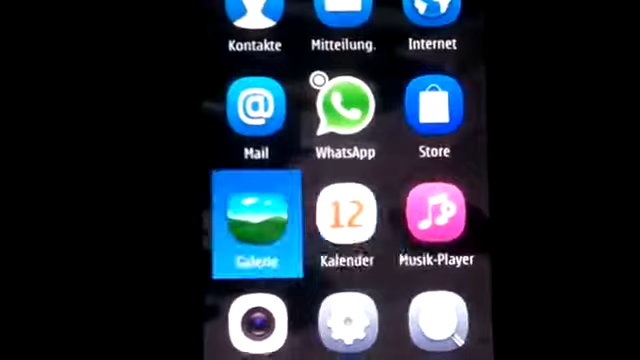 Kontakte
Mitteilung.
Internet
@
Mail
WhatsApp
Store
12
Galerie
Kalender
Musik-Player